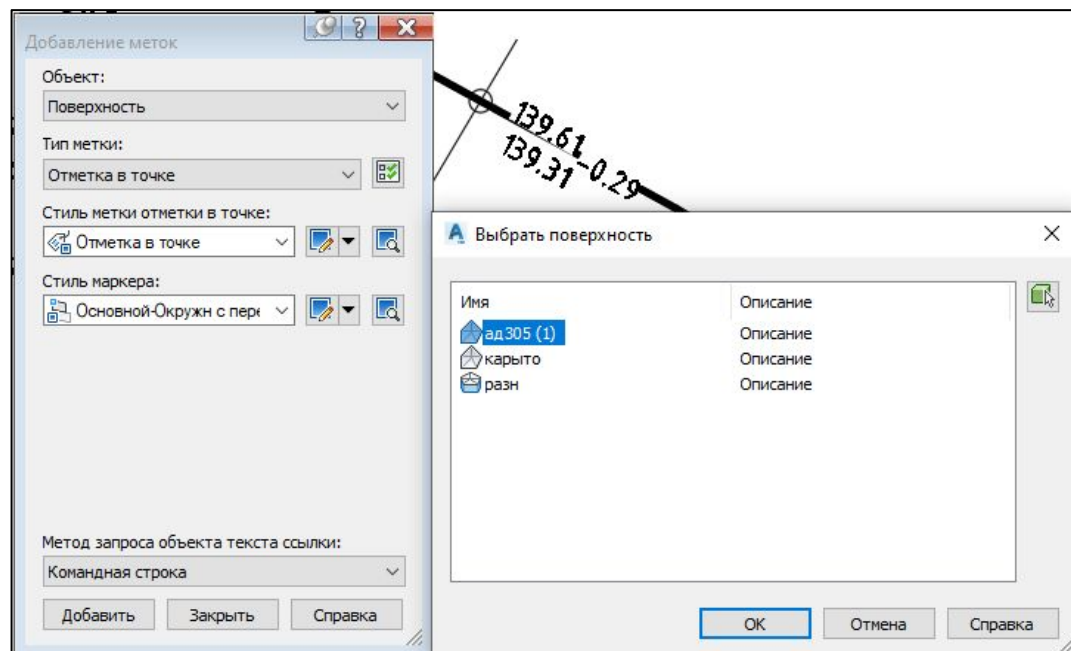 Добавление меток
Объект:
Поверхность
Тип метки:
Отметка в точке
Стиль метки отметки в точке:
Отметка в точке
Стиль маркера:
Основной-Окружн с пере
Метод запроса объекта текста ссылки:
Командная строка
Добавить Закрыть Справка
139.61 -0.29
139.31
Выбрать поверхность
Имя Описание
ад305 (1) Описание
карыто Описание
разн Описание
OK Отмена Справка